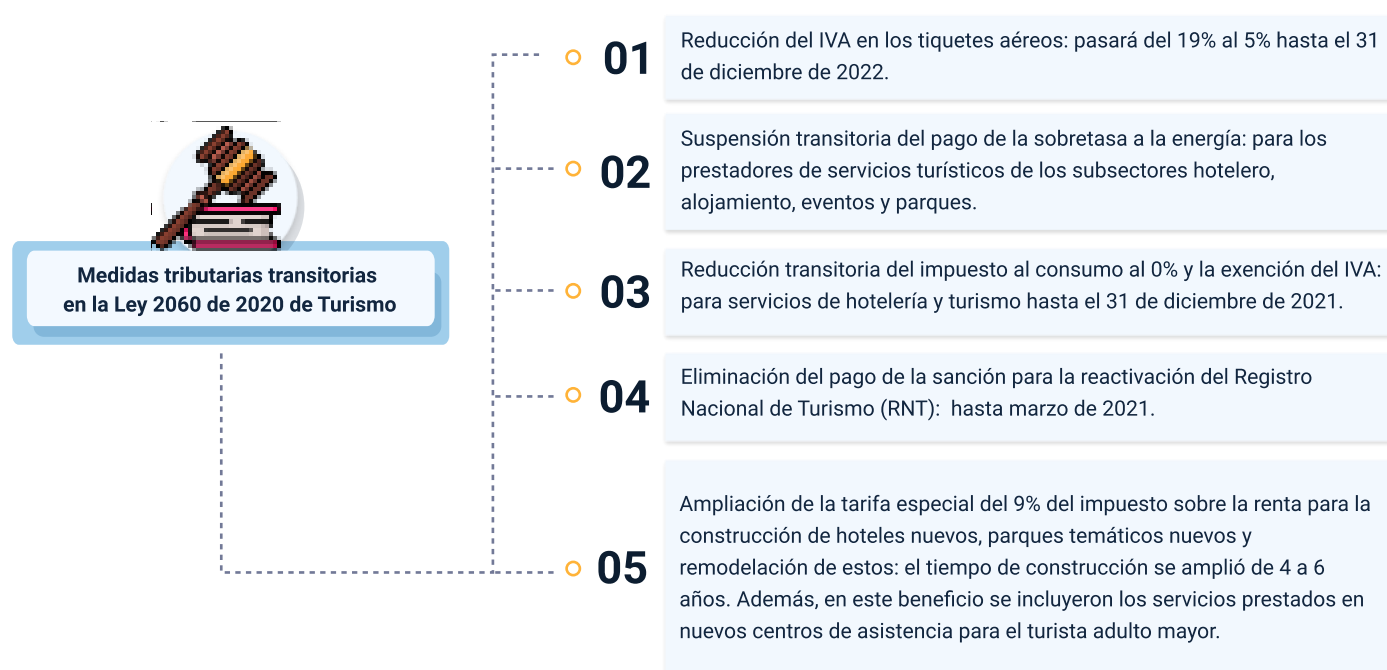 Medidas tributarias transitorias
en la Ley 2060 de 2020 de Turismo
01
Reducción del IVA en los tiquetes aéreos: pasará del 19% al 5% hasta el 31
de diciembre de 2022.
02
Suspensión transitoria del pago de la sobretasa a la energía: para los
prestadores de servicios turísticos de los subsectores hotelero,
alojamiento, eventos y parques.
03
Reducción transitoria del impuesto al consumo al 0% y la exención del IVA:
para servicios de hotelería y turismo hasta el 31 de diciembre de 2021.
04
Eliminación del pago de la sanción para la reactivación del Registro
Nacional de Turismo (RNT):  hasta marzo de 2021.
05
Ampliación de la tarifa especial del 9% del impuesto sobre la renta para la
construcción de hoteles nuevos, parques temáticos nuevos y
remodelación de estos: el tiempo de construcción se amplió de 4 a 6
años. Además, en este beneficio se incluyeron los servicios prestados en
nuevos centros de asistencia para el turista adulto mayor.